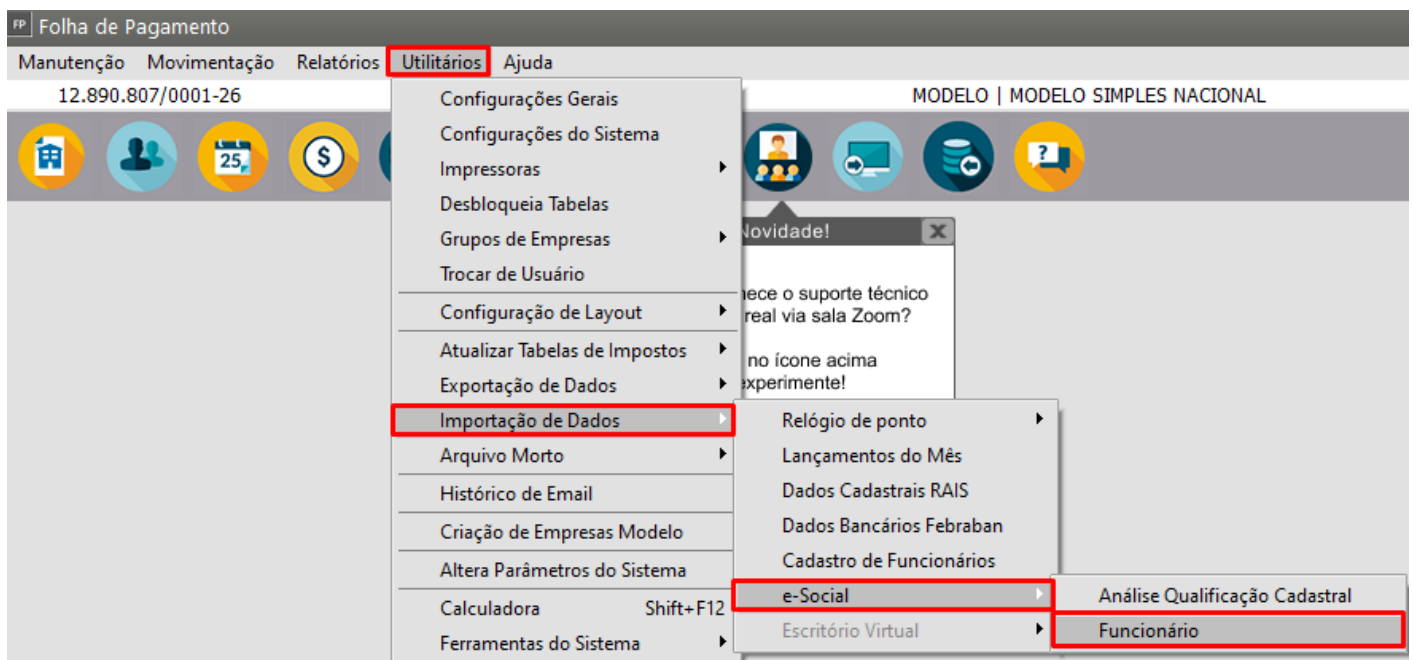 FP Folha de Pagamento
Manutenção Movimentação Relatórios Utilitários Ajuda
12.890.807/0001-26 MODELO | MODELO SIMPLES NACIONAL
25
$
?
Configurações Gerais
Configurações do Sistema
Impressoras
Desbloqueia Tabelas
Grupos de Empresas
Trocar de Usuário
Configuração de Layout
Atualizar Tabelas de Impostos
Exportação de Dados
Importação de Dados
Arquivo Morto
Histórico de Email
Criação de Empresas Modelo
Altera Parâmetros do Sistema
Calculadora Shift+F12
Ferramentas do Sistema
Novidade! X
o suporte técnico
real via sala Zoom?
no ícone acima
experimente!
Relógio de ponto
Lançamentos do Mês
Dados Cadastrais RAIS
Dados Bancários Febraban
Cadastro de Funcionários
e-Social
Escritório Virtual
Análise Qualificação Cadastral
Funcionário